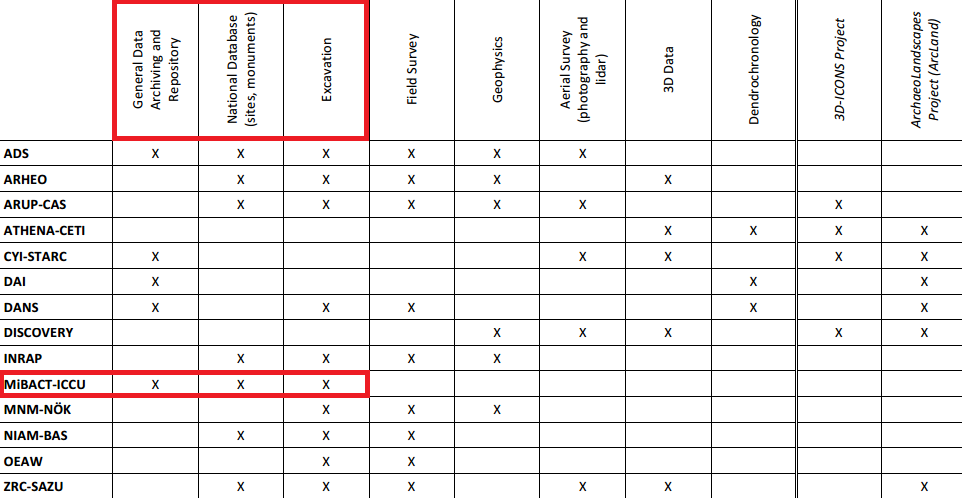 General Data Archiving and Repository
National Database (sites, monuments)
Excavation
Field Survey
Geophysics
Aerial Survey (photography and lidar)
3D Data
Dendrochronology
3D-ICONS Project
ArchaeoLandscapes Project (ArcLand)
ADS X X X X X X
ARHEO X X X X X
ARUP-CAS X X X X X X
ATHENA-CETI X X X X
CYI-STARC X X X X X
DAI X X X
DANS X X X X X
DISCOVERY X X X X X
INRAP X X X X
MiBACT-ICCU X X X
MNM-NÖK X X X
NIAM-BAS X X X
OEAW X X
ZRC-SAZU X X X X X X